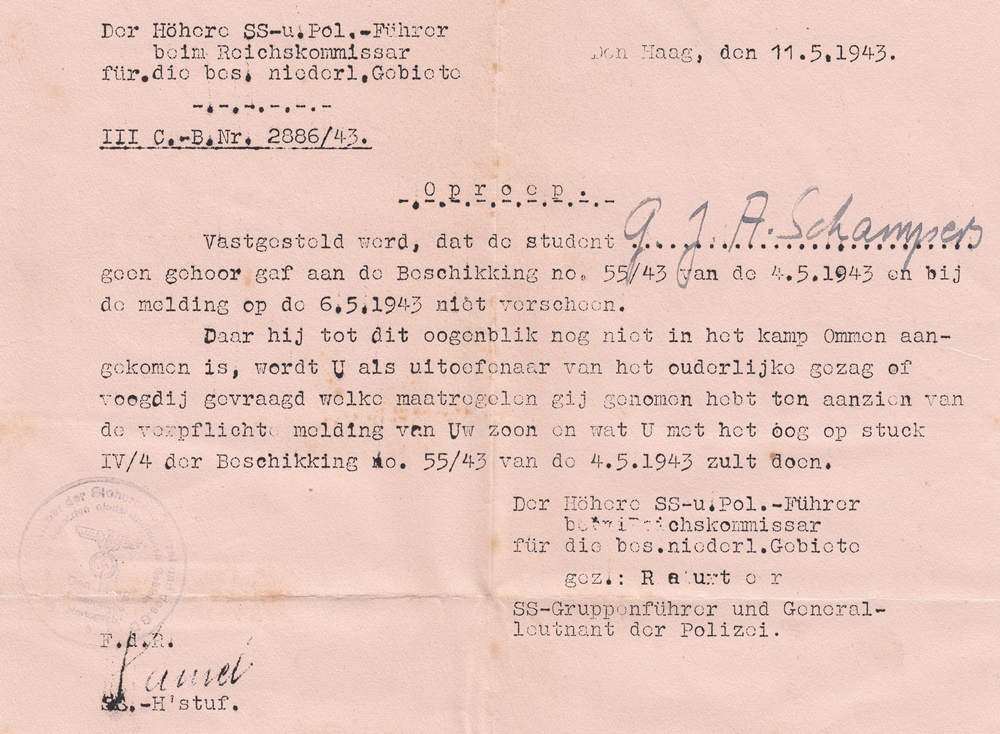 Der Höhere SS-u.Pol.-Führer
beim Reichskommissar
für.die bes. niederl.Gebiete
Den Haag, den 11.5.1943.
-.-.-.-.-.-
III C.-B.Nr. 2886/43.
Oproep.
Vastgesteld werd, dat de student G J A. Schampers
geen gehoor gaf aan de Beschikking no. 55/43 van de 4.5.1943 en bij
de melding op de 6.5.1943 niet verscheen.
Daar hij tot dit oogenblik nog niet in het kamp Ommen aan-
gekomen is, wordt U als uitoefenaar van het ouderlijke gezag of
voogdij gevraagd welke maatregelen gij genomen hebt ten aanzien van
de verpflichte melding van Uw zoon en wat U met het oog op stuck
IV/4 der Beschikking no. 55/43 van de 4.5.1943 zult doen.
Der Höhere SS-u.Pol.-Führer
beim Reichskommissar
für die bes.niederl.Gebiete
gez.: R a u t e r
SS-Gruppenführer und General-
leutnant der Polizei.
der Sicherh
F.d.R.
SS.-H'stuf.